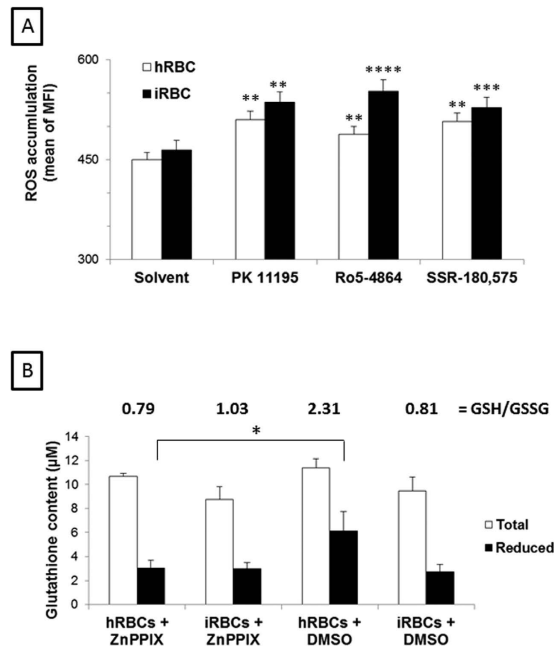 A
ROS accumlulation
(mean of MFI)
600
450
300
hRBC
iRBC
** ** ** **** ** ***
Solvent PK 11195 Ro5-4864 SSR-180,575
B
0.79 1.03 2.31 0.81 = GSH/GSSG
*
Glutathione content (µM)
14
12
10
8
6
4
2
0
Total
Reduced
hRBCs + iRBCs + hRBCs + iRBCs +
ZnPPIX ZnPPIX DMSO DMSO